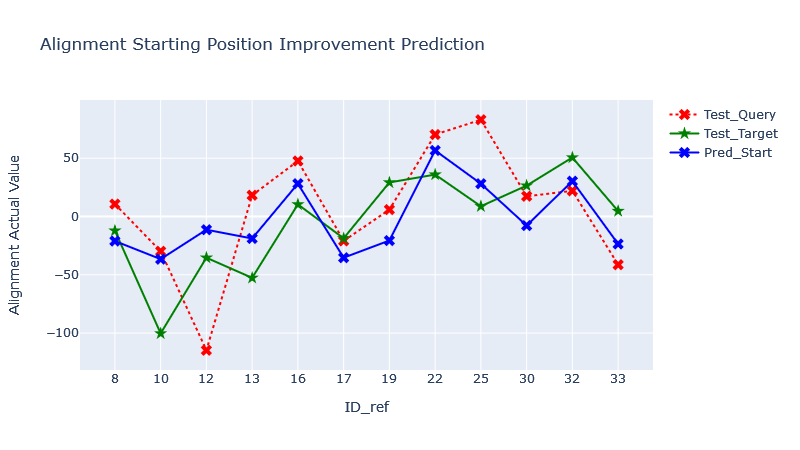 Alignment Starting Position Improvement Prediction
Test_Query
Test_Target
Pred_Start
Alignment Actual Value
50
0
−50
−100
8 10 12 13 16 17 19 22 25 30 32 33
ID_ref